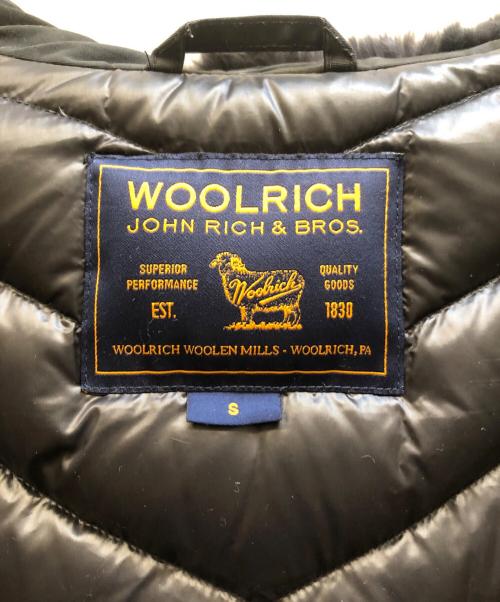 WOOLRICH
JOHN RICH & BROS.
SUPERIOR
PERFORMANCE
EST.
Woolrich
QUALITY
GOODS
1830
WOOLRICH WOOLEN MILLS - WOOLRICH, PA
S